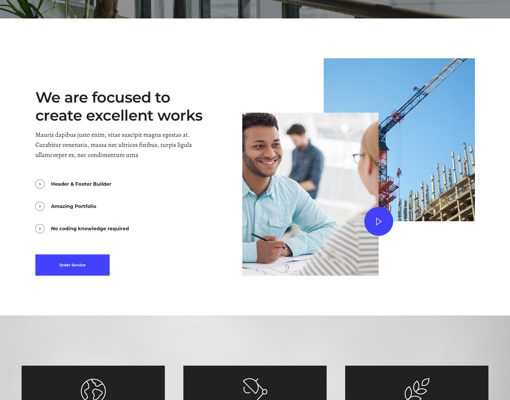 We are focused to
create excellent works
Mauris dapibus justo enim, vitae suscipit magna egestas at.
Curabitur venenatis, massa nec ultrices finibus, turpis ligula
ullamcorper ex, nec condimentum urna
Header & Footer Builder
Amazing Portfolio
No coding knowledge required
Order Service